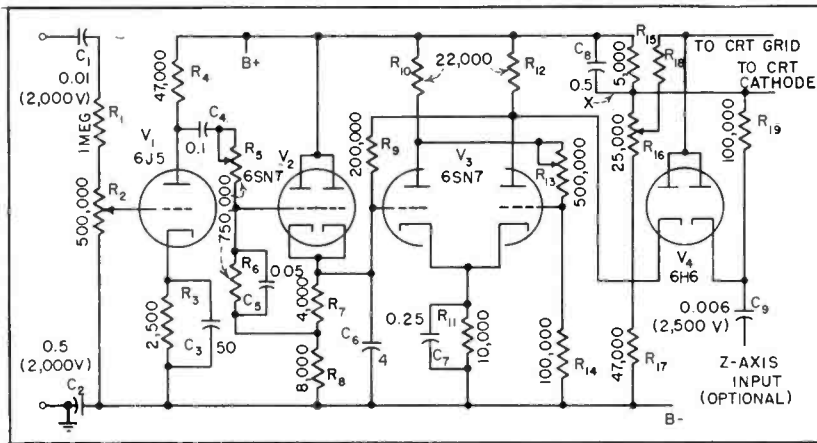 C1
0.01
(2,000 V)
R1
1 MEG
R2
500,000
0.5
(2,000V)
C2
R4
47,000
V1
6J5
R3
2,500
C3
50
B+
C4
0.1
R5
6SN7
750,000
V2
R6
C5
0.05
R7
4,000
R8
8,000
R9
200,000
C6
4
R10
22,000
R12
V3
6SN7
R13
500,000
0.25
C7
R11
10,000
R14
100,000
C8
0.5
X
R15
5,000
R18
R16
25,000
R17
47,000
TO CRT GRID
TO CRT
CATHODE
R19
100,000
V4
6H6
0.006
(2,500 V)
C9
Z-AXIS
INPUT
(OPTIONAL)
B-